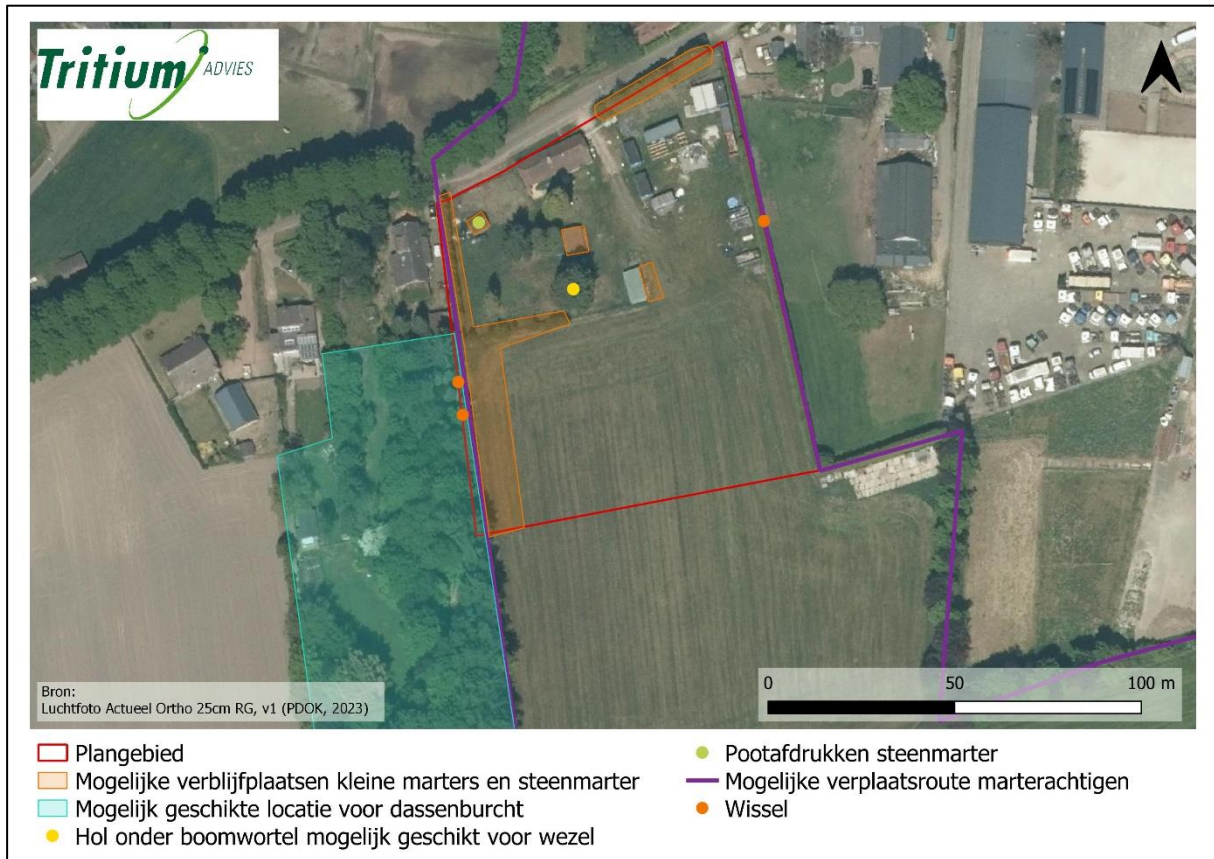 Tritium ADVIES
0 50 100 m
Bron:
Luchtfoto Actueel Ortho 25cm RG, v1 (PDOK, 2023)
Plangebied
Mogelijke verblijfplaatsen kleine marters en steenmarter
Mogelijk geschikte locatie voor dassenburcht
Hol onder boomwortel mogelijk geschikt voor wezel
Pootafdrukken steenmarter
Mogelijke verplaatsroute marterachtigen
Wissel